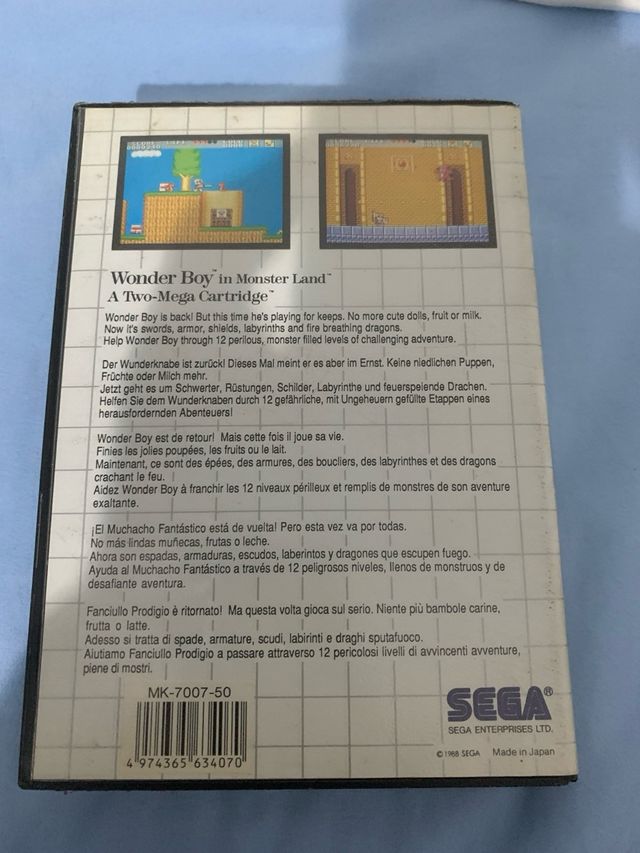 Wonder Boy™ in Monster Land™
A Two-Mega Cartridge™
Wonder Boy is back! But this time he's playing for keeps. No more cute dolls, fruit or milk.
Now it's swords, armor, shields, labyrinths and fire breathing dragons.
Help Wonder Boy through 12 perilous, monster filled levels of challenging adventure.
Der Wunderknabe ist zurück! Dieses Mal meint er es aber im Ernst. Keine niedlichen Puppen,
Früchte oder Milch mehr.
Jetzt geht es um Schwerter, Rüstungen, Schilder, Labyrinthe und feuerspeiende Drachen.
Helfen Sie dem Wunderknaben durch 12 gefährliche, mit Ungeheuern gefüllte Etappen eines
herausfordernden Abenteuers!
Wonder Boy est de retour! Mais cette fois il joue sa vie.
Finies les jolies poupées, les fruits ou le lait.
Maintenant, ce sont des épées, des armures, des boucliers, des labyrinthes et des dragons
crachant le feu.
Aidez Wonder Boy à franchir les 12 niveaux périlleux et remplis de monstres de son aventure
exaltante.
¡El Muchacho Fantástico está de vuelta! Pero esta vez va por todas.
No más lindas muñecas, frutas o leche.
Ahora son espadas, armaduras, escudos, laberintos y dragones que escupen fuego.
Ayuda al Muchacho Fantástico a través de 12 peligrosos niveles, llenos de monstruos y de
desafiante aventura.
Fanciullo Prodigio è ritornato! Ma questa volta gioca sul serio. Niente più bambole carine,
frutta o latte.
Adesso si tratta di spade, armature, scudi, labirinti e draghi sputafuoco.
Aiutiamo Fanciullo Prodigio a passare attraverso 12 pericolosi livelli di avvincenti avventure,
piene di mostri.
MK-7007-50
4 974365 634070
SEGA®
SEGA ENTERPRISES LTD.
© 1988 SEGA Made in Japan